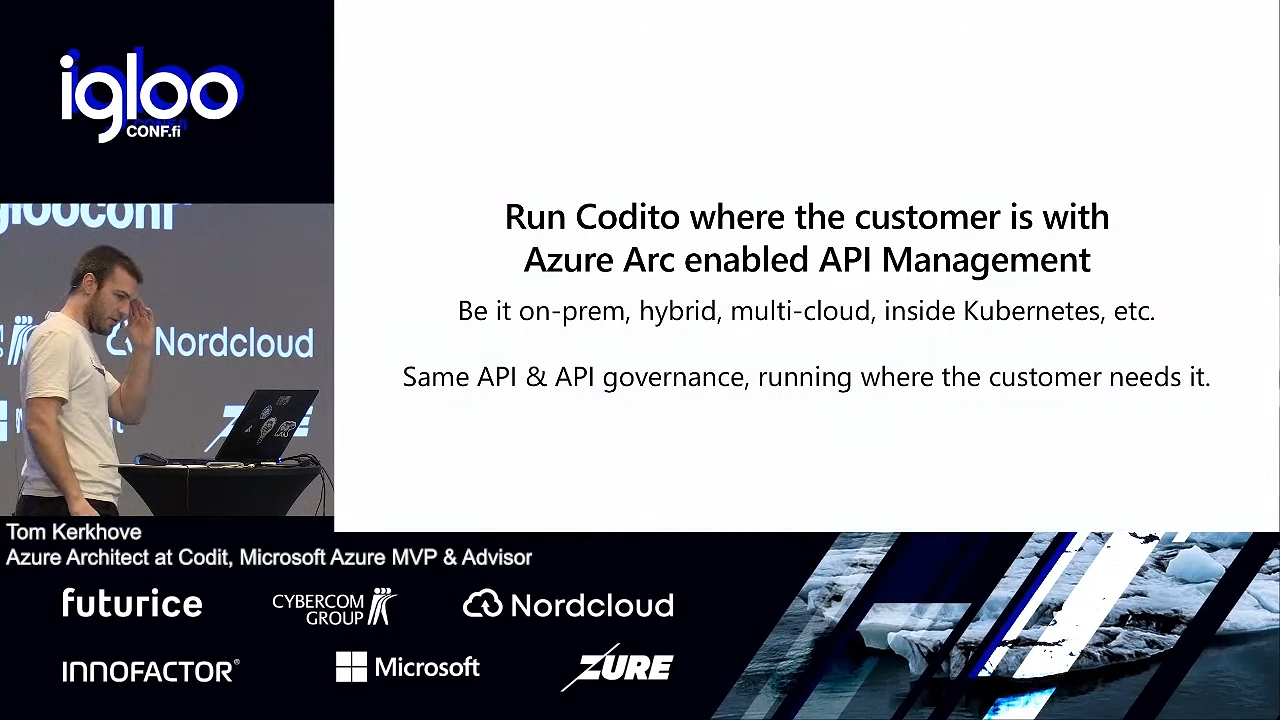 igloo
CONF.fi
Run Codito where the customer is with
Azure Arc enabled API Management
Be it on-prem, hybrid, multi-cloud, inside Kubernetes, etc.
Same API & API governance, running where the customer needs it.
Nordcloud
Tom Kerkhove
Azure Architect at Codit, Microsoft Azure MVP & Advisor
futurice
CYBERCOM
GROUP
Nordcloud
INNOFACTOR®
Microsoft
ZURE